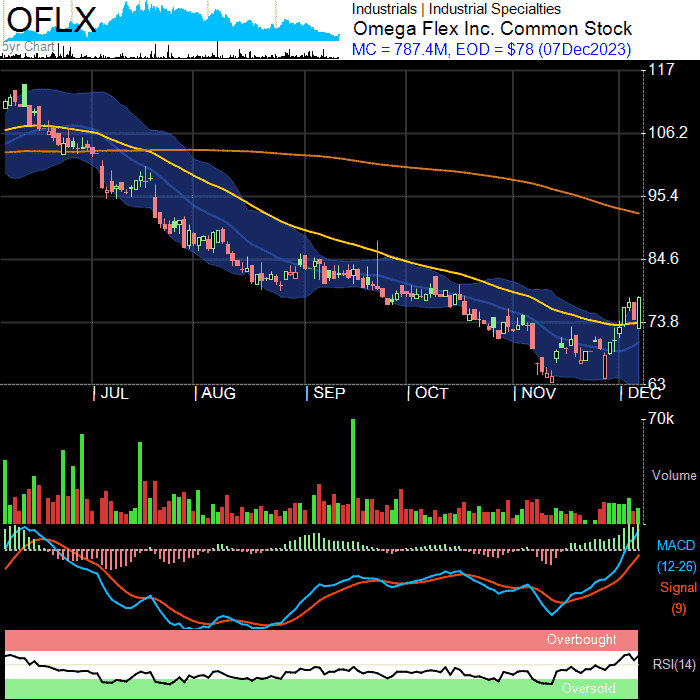 OFLX
5yr Chart
Industrials | Industrial Specialties
Omega Flex Inc. Common Stock
MC = 787.4M, EOD = $78 (07Dec2023)
117
106.2
95.4
84.6
73.8
63
JUL
AUG
SEP
OCT
NOV
DEC
70k
Volume
MACD
(12-26)
Signal
(9)
Overbought
RSI(14)
Oversold